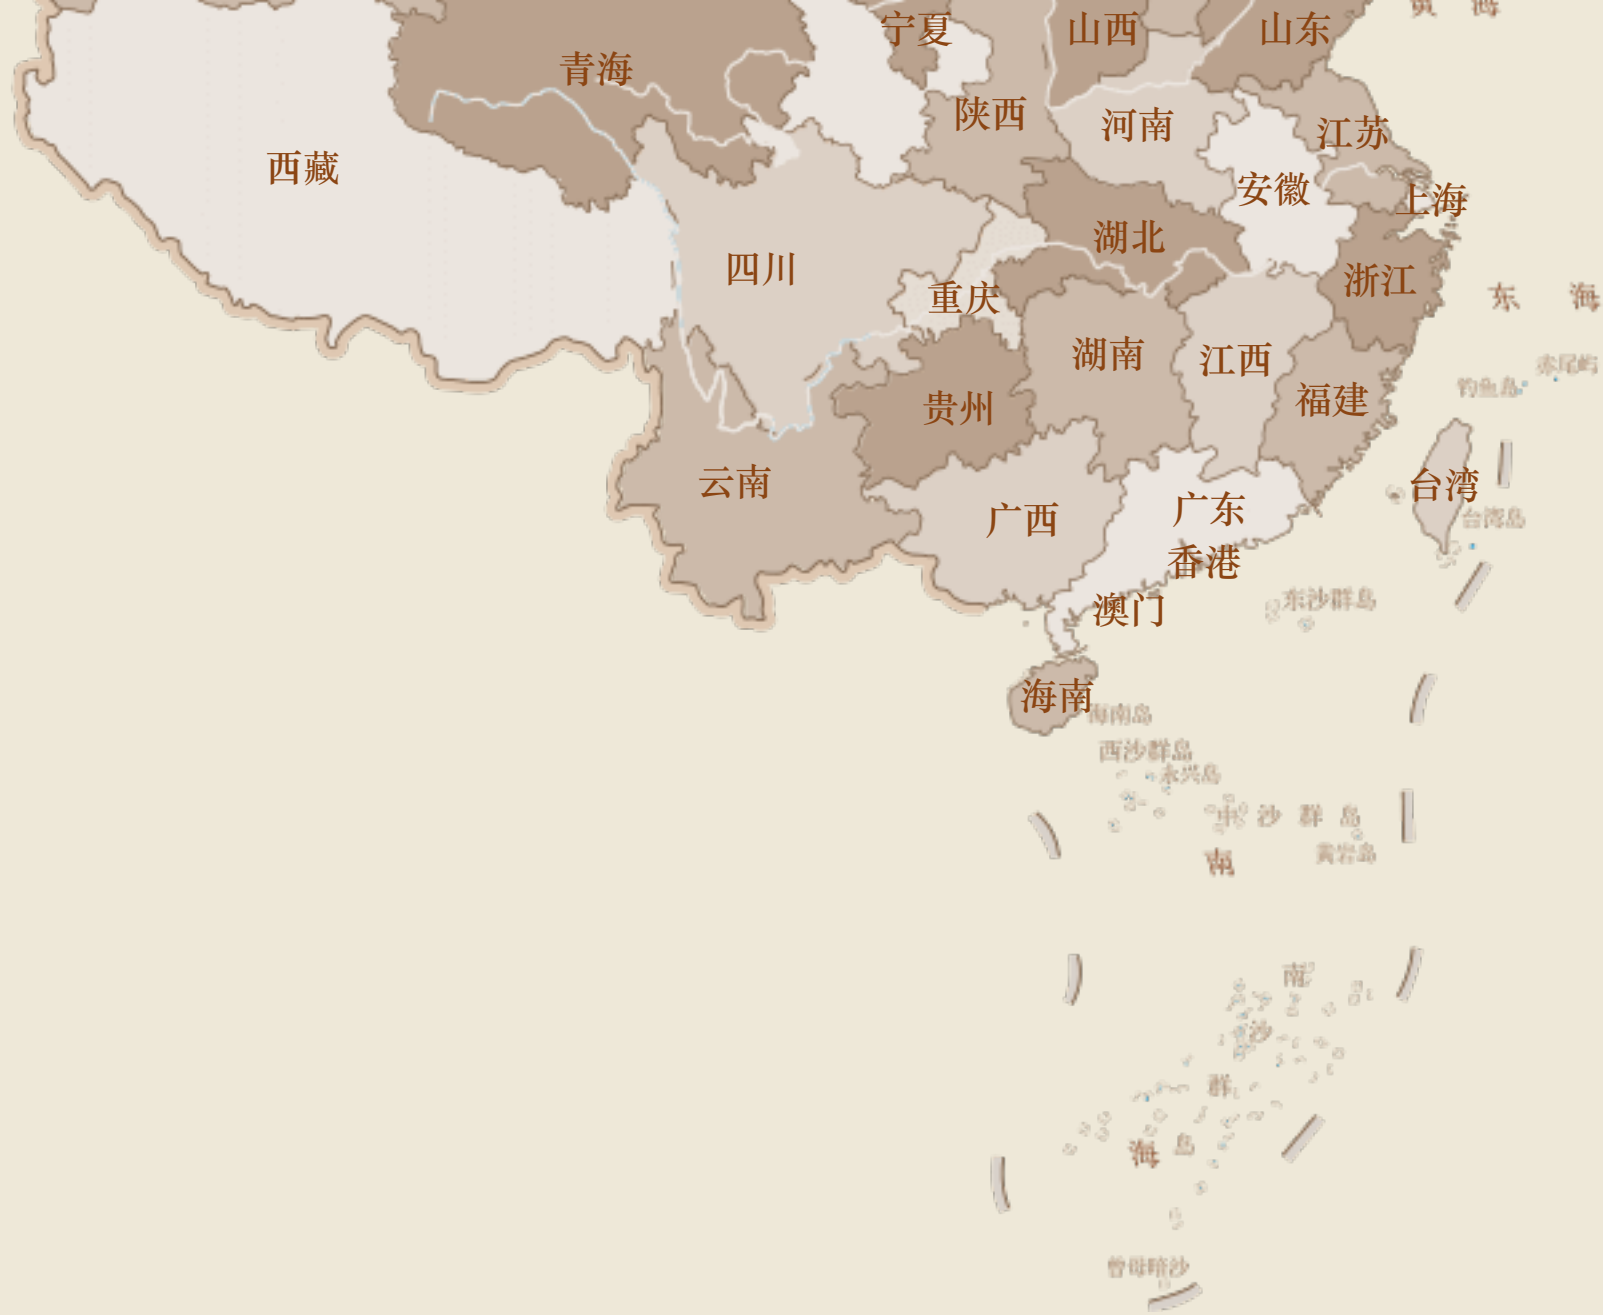 黄 海
宁夏
山西
山东
青海
陕西
河南
江苏
西藏
安徽
上海
湖北
四川
浙江
重庆
东 海
湖南
江西
赤尾屿
钓鱼岛
福建
贵州
云南
台湾
广西
广东
台湾岛
香港
东沙群岛
澳门
海南
海南岛
西沙群岛
永兴岛
中沙群岛
黄岩岛
南
南
沙
群
海
岛
曾母暗沙